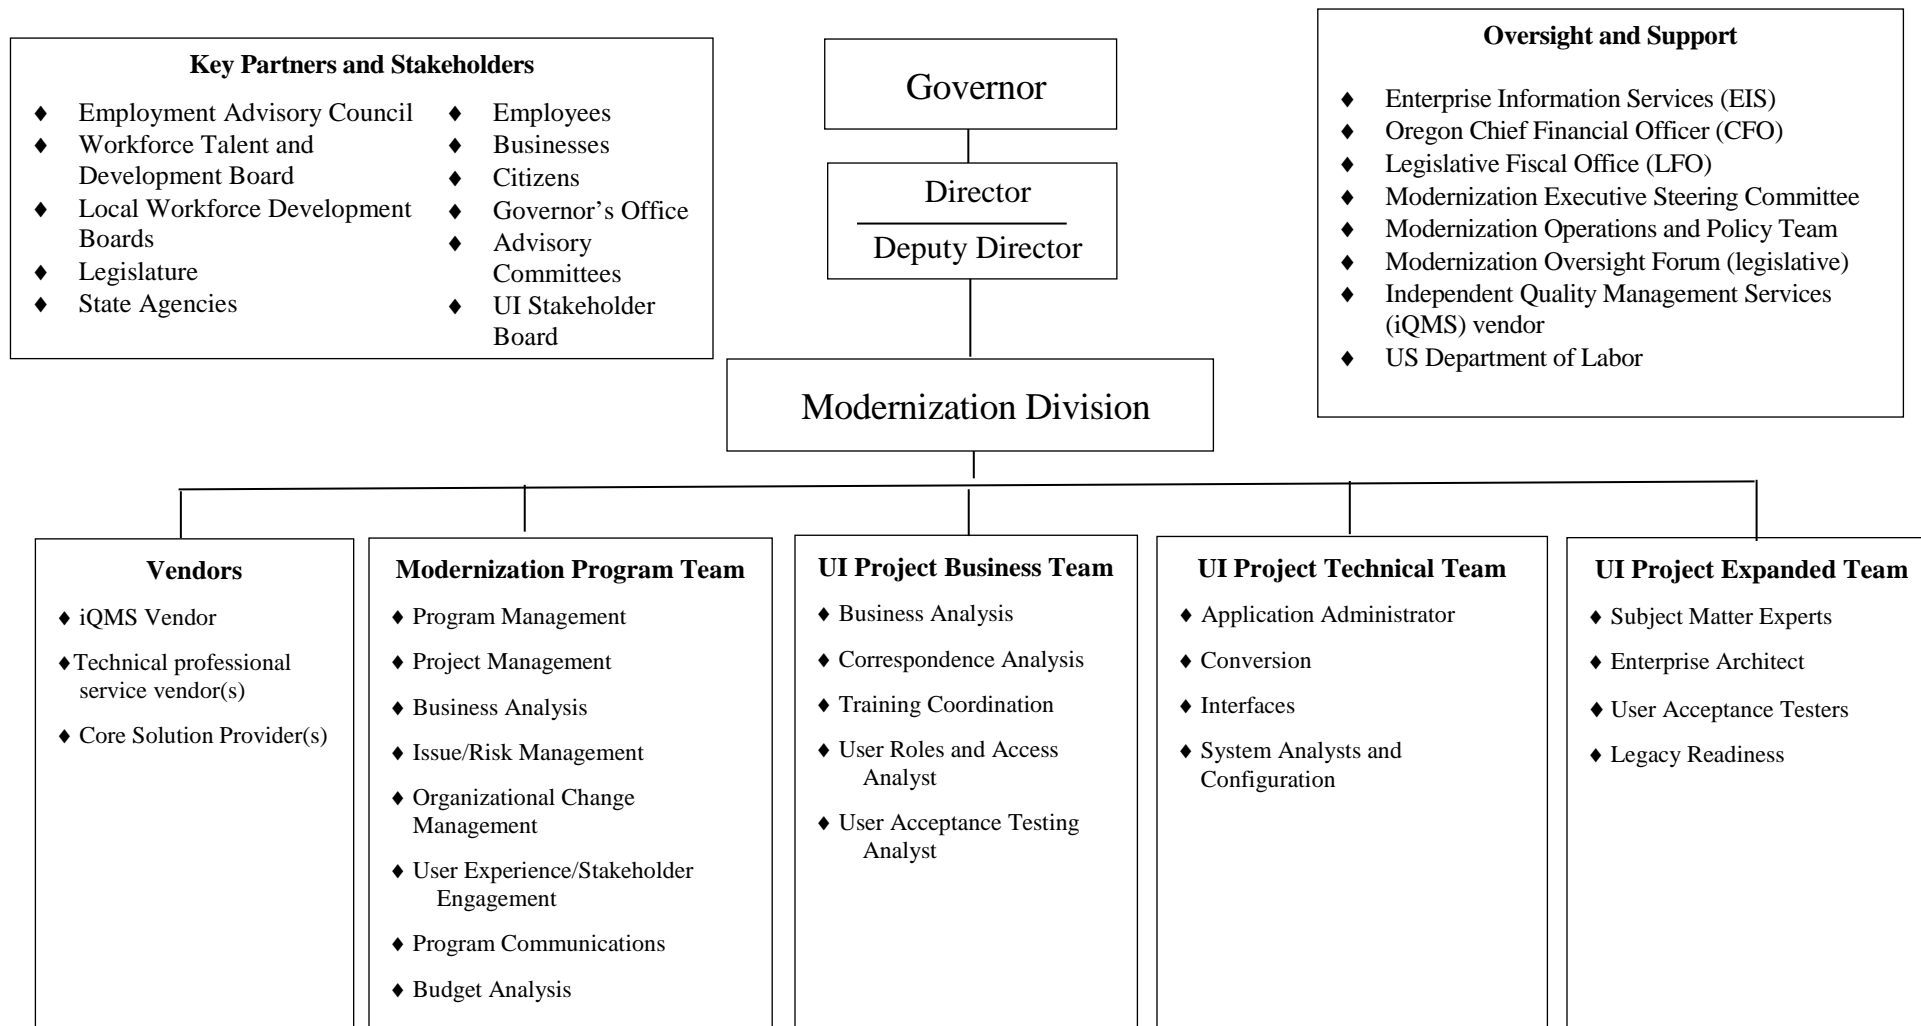 Key Partners and Stakeholders
♦ Employment Advisory Council
♦ Workforce Talent and
Development Board
♦ Local Workforce Development
Boards
♦ Legislature
♦ State Agencies
♦ Employees
♦ Businesses
♦ Citizens
♦ Governor’s Office
♦ Advisory
Committees
♦ UI Stakeholder
Board
Governor
Director
Deputy Director
Modernization Division
Oversight and Support
♦ Enterprise Information Services (EIS)
♦ Oregon Chief Financial Officer (CFO)
♦ Legislative Fiscal Office (LFO)
♦ Modernization Executive Steering Committee
♦ Modernization Operations and Policy Team
♦ Modernization Oversight Forum (legislative)
♦ Independent Quality Management Services
(iQMS) vendor
♦ US Department of Labor
Vendors
♦ iQMS Vendor
♦Technical professional
service vendor(s)
♦ Core Solution Provider(s)
Modernization Program Team
♦ Program Management
♦ Project Management
♦ Business Analysis
♦ Issue/Risk Management
♦ Organizational Change
Management
♦ User Experience/Stakeholder
Engagement
♦ Program Communications
♦ Budget Analysis
UI Project Business Team
♦ Business Analysis
♦ Correspondence Analysis
♦ Training Coordination
♦ User Roles and Access
Analyst
♦ User Acceptance Testing
Analyst
UI Project Technical Team
♦ Application Administrator
♦ Conversion
♦ Interfaces
♦ System Analysts and
Configuration
UI Project Expanded Team
♦ Subject Matter Experts
♦ Enterprise Architect
♦ User Acceptance Testers
♦ Legacy Readiness